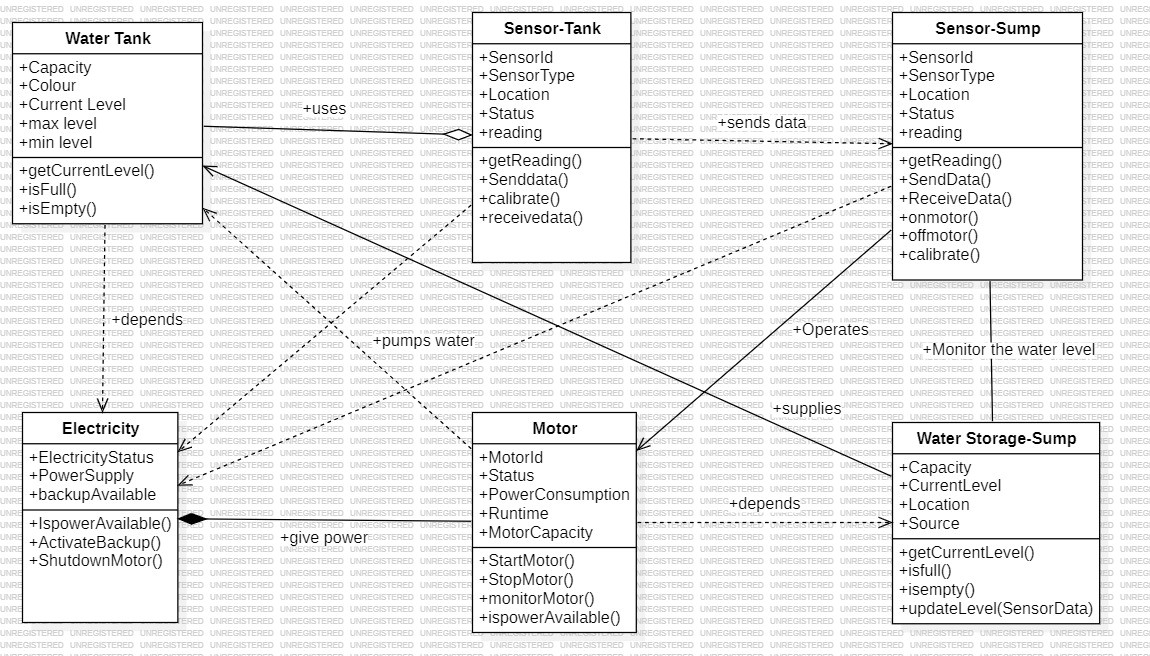 Water Tank
+Capacity
+Colour
+Current Level
+max level
+min level
+getCurrentLevel()
+isFull()
+isEmpty()
+uses
Sensor-Tank
+SensorId
+SensorType
+Location
+Status
+reading
+getReading()
+Senddata()
+calibrate()
+receivedata()
+sends data
Sensor-Sump
+SensorId
+SensorType
+Location
+Status
+reading
+getReading()
+SendData()
+ReceiveData()
+onmotor()
+offmotor()
+calibrate()
+depends
+pumps water
+Operates
+Monitor the water level
+supplies
Electricity
+ElectricityStatus
+PowerSupply
+backupAvailable
+IspowerAvailable()
+ActivateBackup()
+ShutdownMotor()
+give power
Motor
+MotorId
+Status
+PowerConsumption
+Runtime
+MotorCapacity
+StartMotor()
+StopMotor()
+monitorMotor()
+ispowerAvailable()
+depends
Water Storage-Sump
+Capacity
+CurrentLevel
+Location
+Source
+getCurrentLevel()
+isfull()
+isempty()
+updateLevel(SensorData)
UNREGISTERED